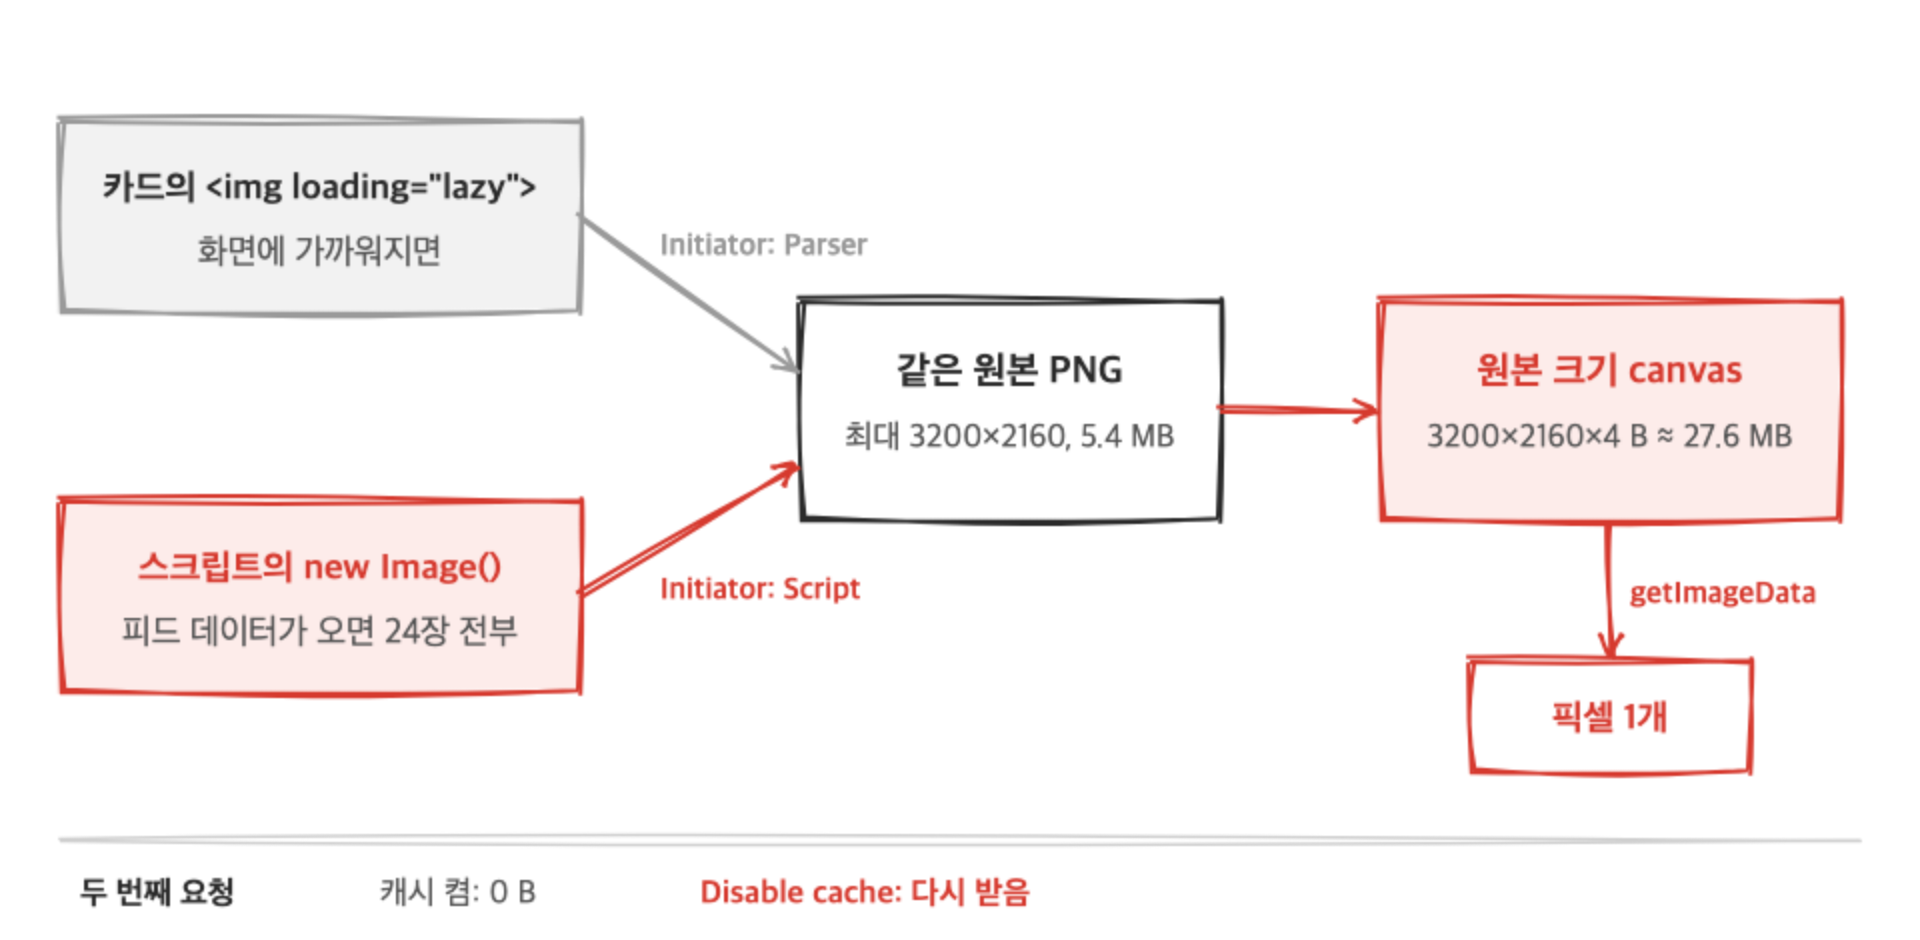 카드의 <img loading="lazy">
화면에 가까워지면
Initiator: Parser
스크립트의 new Image()
피드 데이터가 오면 24장 전부
Initiator: Script
같은 원본 PNG
최대 3200×2160, 5.4 MB
원본 크기 canvas
3200×2160×4 B ≈ 27.6 MB
getImageData
픽셀 1개
두 번째 요청
캐시 켬: 0 B
Disable cache: 다시 받음